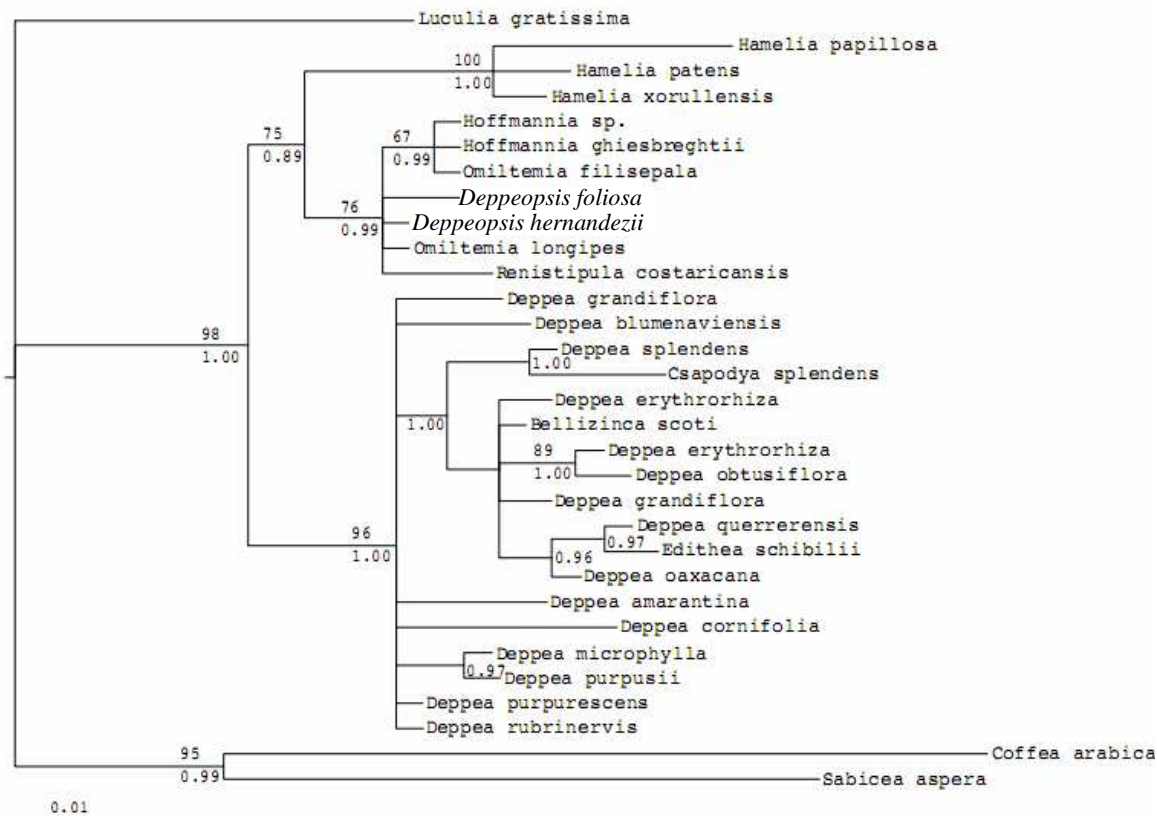 Luculia gratissima
Hamelia papillosa
100
Hamelia patens
1.00
Hamelia xorullensis
Hoffmannia sp.
75
67
Hoffmannia ghiesbreghtii
0.89
0.99
Omiltemia filisepala
Deppeopsis foliosa
76
Deppeopsis hernandezii
0.99
Omiltemia longipes
Renistipula costaricansis
Deppea grandiflora
Deppea blumenaviensis
98
Deppea splendens
1.00
1.00
Csapodya splendens
Deppea erythrorhiza
1.00
Bellizinca scoti
89
Deppea erythrorhiza
1.00
Deppea obtusiflora
Deppea grandiflora
Deppea querrerensis
96
0.97
Edithea schibilii
1.00
0.96
Deppea oaxacana
Deppea amarantina
Deppea cornifolia
Deppea microphylla
0.97
Deppea purpusii
Deppea purpurescens
Deppea rubrinervis
95
Coffea arabica
0.99
Sabicea aspera
0.01